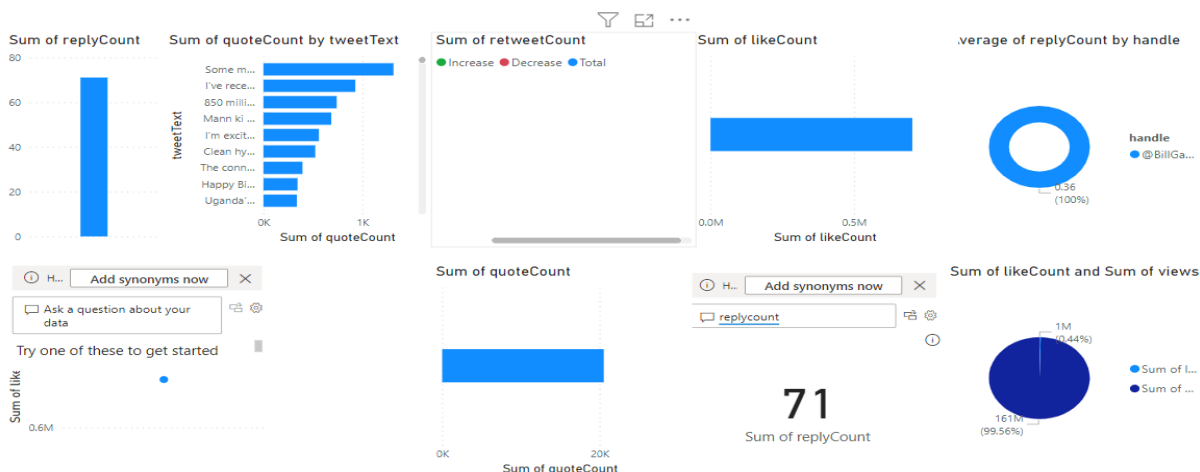 Sum of replyCount
80
60
40
20
0
Sum of quoteCount by tweetText
tweetText
Some m...
I've rece...
850 milli...
Mann ki ...
I'm excit...
Clean hy...
The conn...
Happy Bi...
Uganda'...
0K
1K
Sum of quoteCount
Sum of retweetCount
Increase
Decrease
Total
Sum of likeCount
0.0M
0.5M
Sum of likeCount
verage of replyCount by handle
handle
@BillGa...
0.36
(100%)
H...
Add synonyms now
Ask a question about your
data
Try one of these to get started
Sum of like
0.6M
Sum of quoteCount
0K
20K
Sum of quoteCount
H...
Add synonyms now
replycount
71
Sum of replyCount
Sum of likeCount and Sum of views
1M
(0.44%)
161M
(99.56%)
Sum of l...
Sum of ...